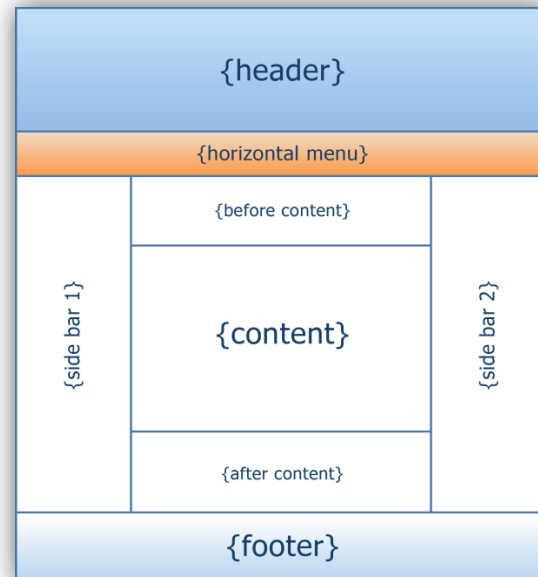 {header}
{horizontal menu}
{before content}
{side bar 1}
{content}
{side bar 2}
{after content}
{footer}